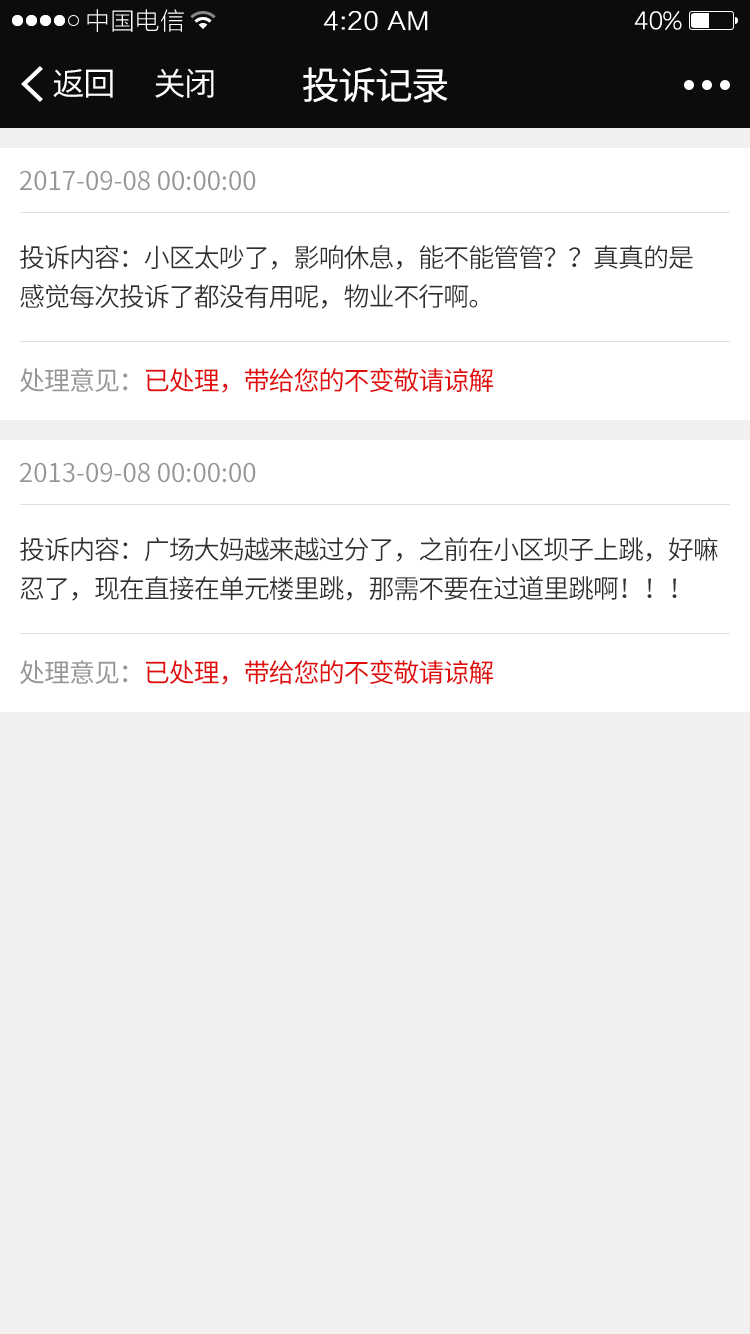 中国电信 4:20 AM 40%
返回 关闭 投诉记录
2017-09-08 00:00:00
投诉内容：小区太吵了，影响休息，能不能管管？？真真的是
感觉每次投诉了都没有用呢，物业不行啊。
处理意见：已处理，带给您的不变敬请谅解
2013-09-08 00:00:00
投诉内容：广场大妈越来越过分了，之前在小区坝子上跳，好嘛
忍了，现在直接在单元楼里跳，那需不要在过道里跳啊！！！
处理意见：已处理，带给您的不变敬请谅解